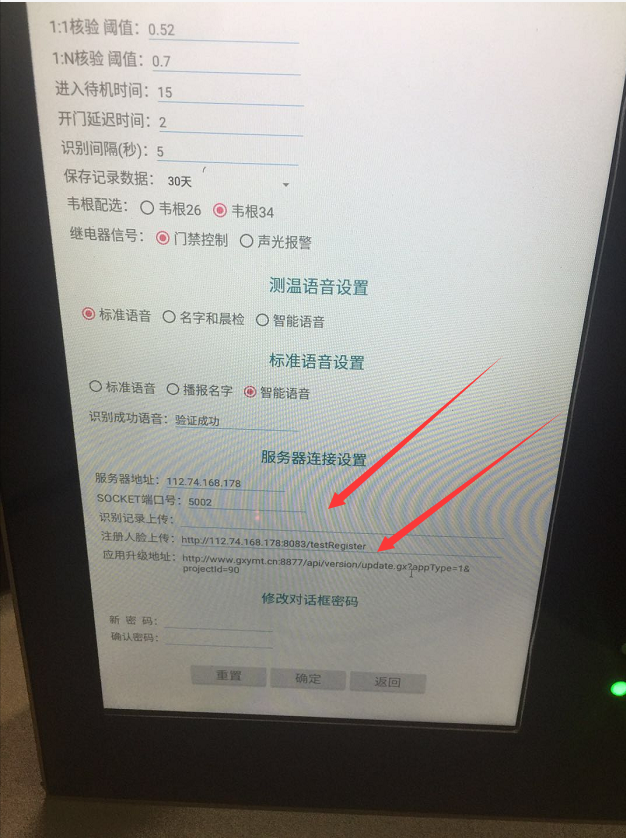 1:1核验 阈值：0.52
1:N核验 阈值：0.7
进入待机时间：15
开门延迟时间：2
识别间隔(秒)：5
保存记录数据：30天
韦根配选：韦根26 韦根34
继电器信号：门禁控制 声光报警
测温语音设置
标准语音 名字和晨检 智能语音
标准语音设置
标准语音 播报名字 智能语音
识别成功语音：验证成功
服务器连接设置
服务器地址：112.74.168.178
SOCKET端口号：5002
识别记录上传：
注册人脸上传：http://112.74.168.178:8083/testRegister
应用升级地址：http://www.gxymt.cn:8877/api/version/update.gx?appType=1&
projectId=90
修改对话框密码
新 密 码：
确认密码：
重置 确定 返回